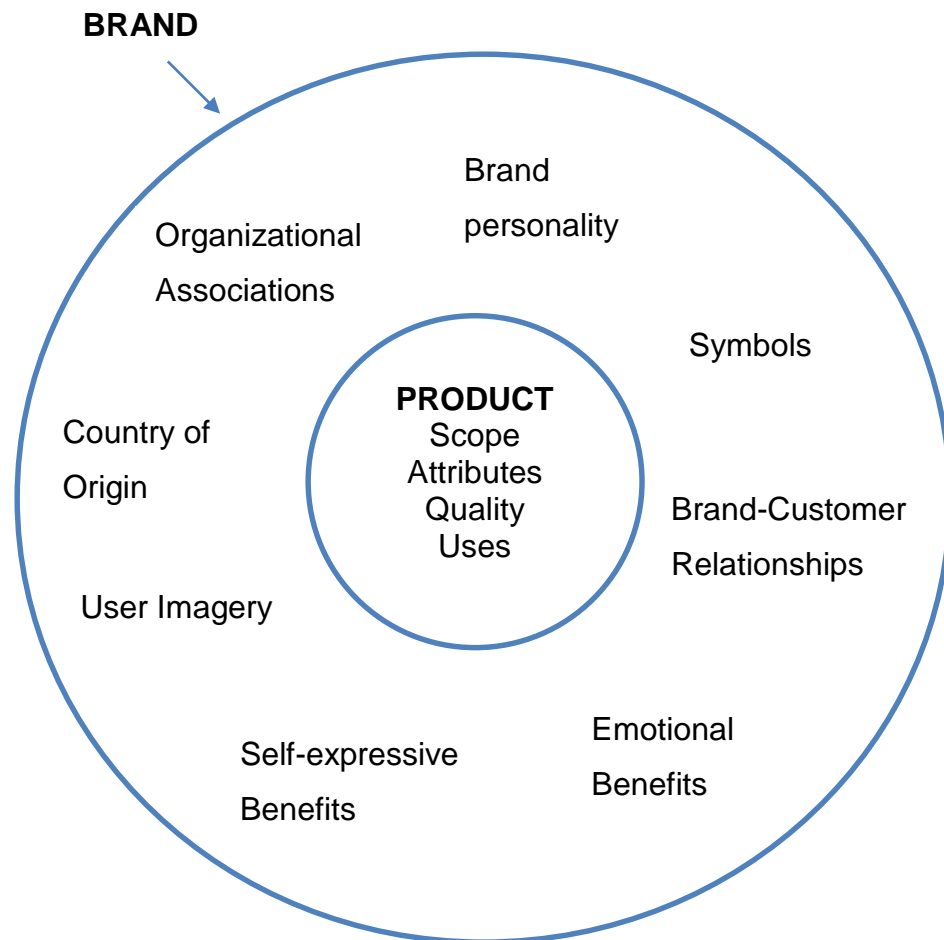 BRAND
Brand
personality
Organizational
Associations
Symbols
PRODUCT
Scope
Attributes
Quality
Uses
Country of
Origin
Brand-Customer
Relationships
User Imagery
Emotional
Benefits
Self-expressive
Benefits